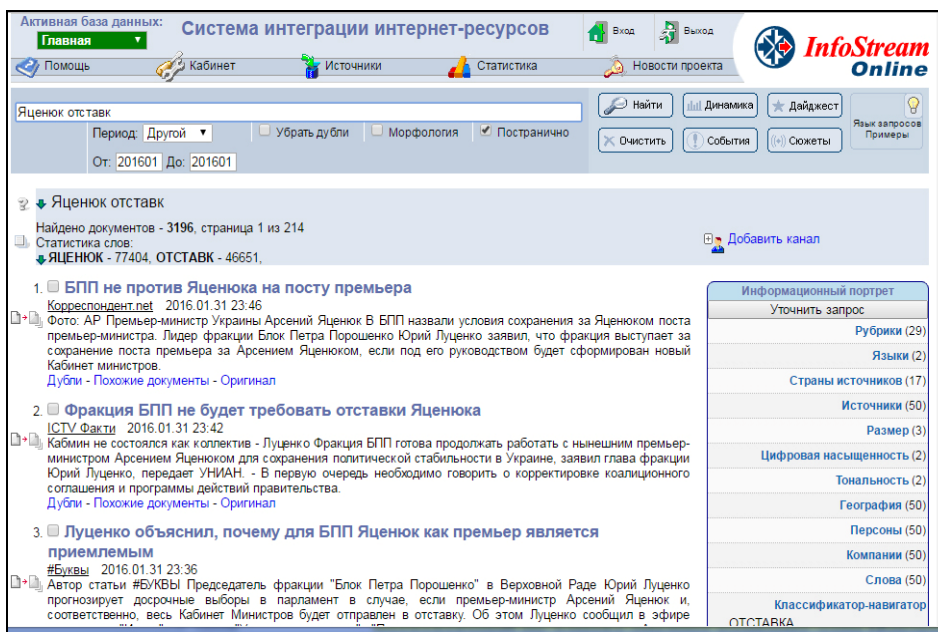 Активная база данных:
Главная
Система интеграции интернет-ресурсов
Вход
Выход
InfoStream
Online
Помощь
Кабинет
Источники
Статистика
Новости проекта
Яценюк отставк
Найти
Динамика
Дайджест
Язык запросов
Примеры
Период: Другой
Убрать дубли
Морфология
Постранично
Очистить
События
Сюжеты
От: 201601 До: 201601
Яценюк отставк
Найдено документов - 3196, страница 1 из 214
Статистика слов:
ЯЦЕНЮК - 77404, ОТСТАВК - 46651,
Добавить канал
1. БПП не против Яценюка на посту премьера
Корреспондент.net 2016.01.31 23:46
Фото: AP Премьер-министр Украины Арсений Яценюк В БПП назвали условия сохранения за Яценюком поста
премьер-министра. Лидер фракции Блок Петра Порошенко Юрий Луценко заявил, что фракция выступает за
сохранение поста премьера за Арсением Яценюком, если под его руководством будет сформирован новый
Кабинет министров.
Дубли - Похожие документы - Оригинал
2. Фракция БПП не будет требовать отставки Яценюка
ICTV Факти 2016.01.31 23:42
Кабмин не состоялся как коллектив - Луценко Фракция БПП готова продолжать работать с нынешним премьер-
министром Арсением Яценюком для сохранения политической стабильности в Украине, заявил глава фракции
Юрий Луценко, передает УНИАН. - В первую очередь необходимо говорить о корректировке коалиционного
соглашения и программы действий правительства.
Дубли - Похожие документы - Оригинал
3. Луценко объяснил, почему для БПП Яценюк как премьер является
приемлемым
#Буквы 2016.01.31 23:36
Автор статьи #БУКВЫ Председатель фракции "Блок Петра Порошенко" в Верховной Раде Юрий Луценко
прогнозирует досрочные выборы в парламент в случае, если премьер-министр Арсений Яценюк и,
соответственно, весь Кабинет Министров будет отправлен в отставку. Об этом Луценко сообщил в эфире
Информационный портрет
Уточнить запрос
Рубрики (29)
Языки (2)
Страны источников (17)
Источники (50)
Размер (3)
Цифровая насыщенность (2)
Тональность (2)
География (50)
Персоны (50)
Компании (50)
Слова (50)
Классификатор-навигатор
ОТСТАВКА